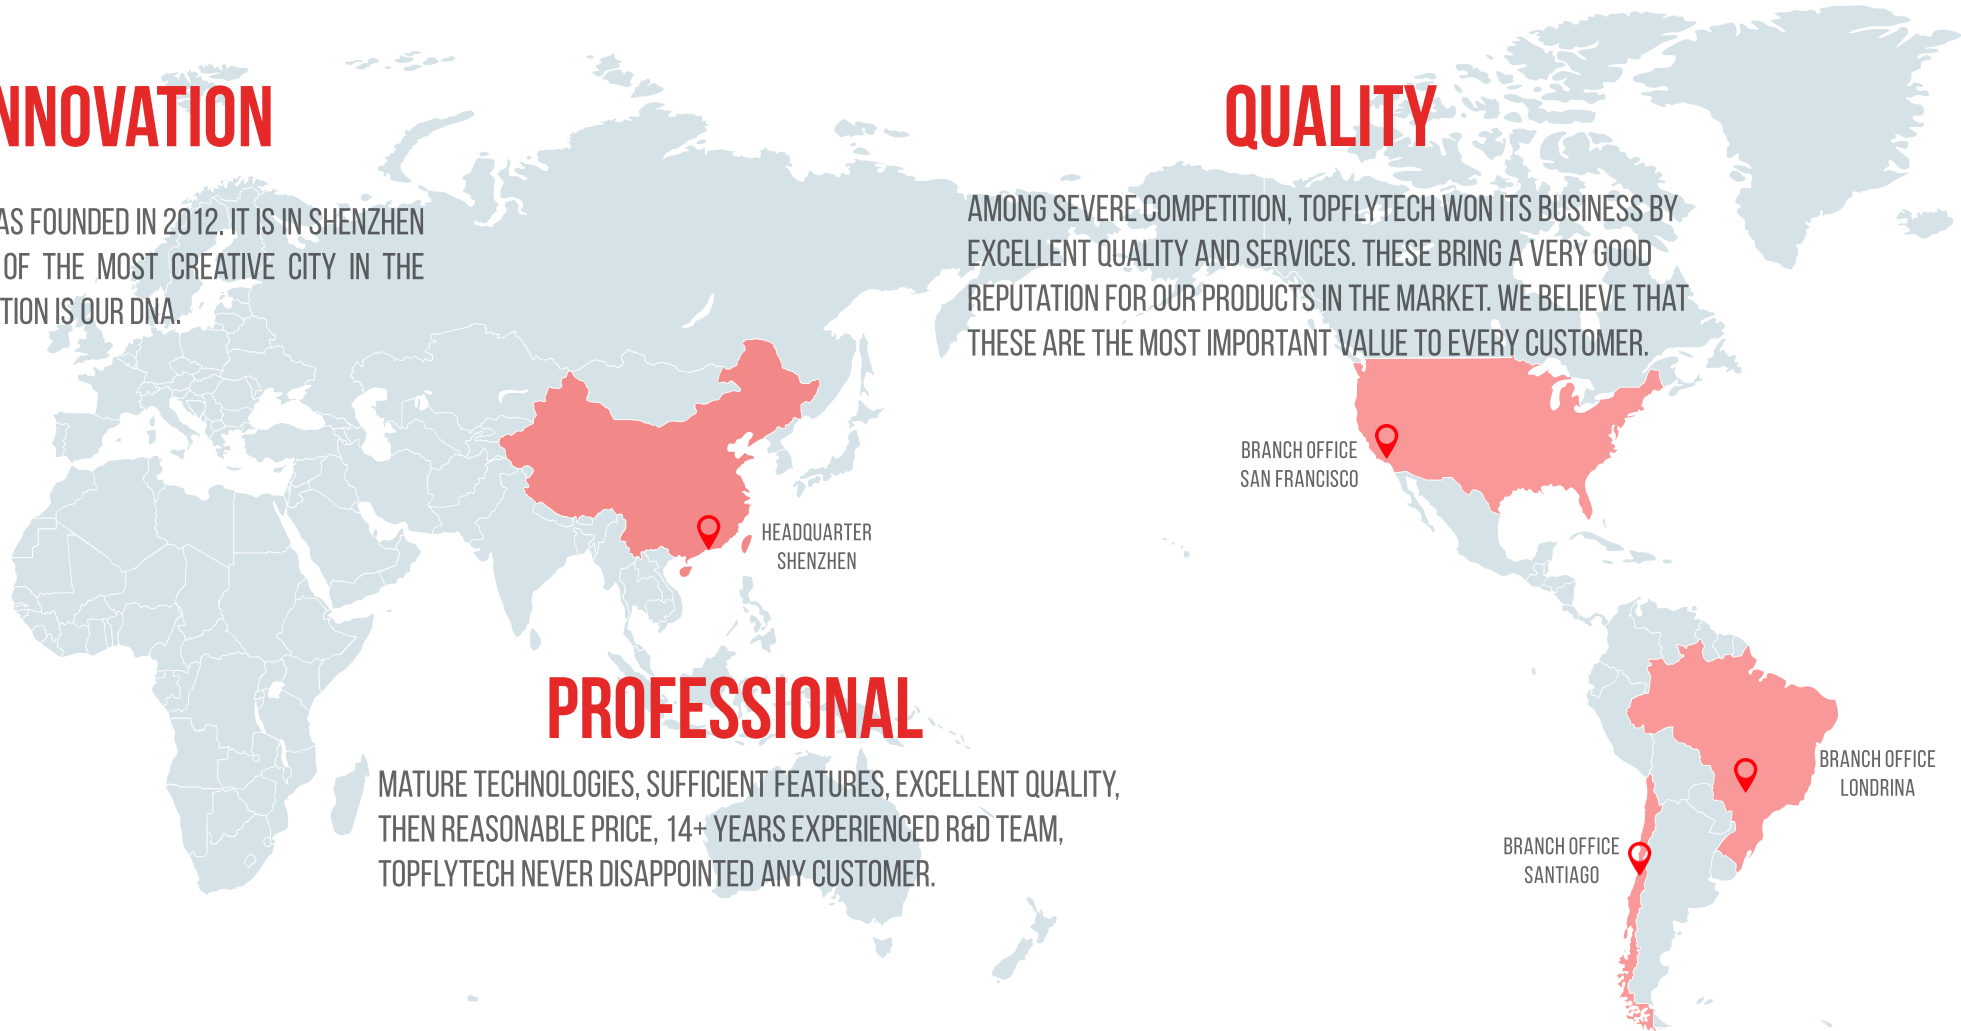 NNOVATION
AS FOUNDED IN 2012. IT IS IN SHENZHEN
OF THE MOST CREATIVE CITY IN THE
TION IS OUR DNA.
QUALITY
AMONG SEVERE COMPETITION, TOPFLYTECH WON ITS BUSINESS BY
EXCELLENT QUALITY AND SERVICES. THESE BRING A VERY GOOD
REPUTATION FOR OUR PRODUCTS IN THE MARKET. WE BELIEVE THAT
THESE ARE THE MOST IMPORTANT VALUE TO EVERY CUSTOMER.
BRANCH OFFICE
SAN FRANCISCO
HEADQUARTER
SHENZHEN
PROFESSIONAL
MATURE TECHNOLOGIES, SUFFICIENT FEATURES, EXCELLENT QUALITY,
THEN REASONABLE PRICE, 14+ YEARS EXPERIENCED R&D TEAM,
TOPFLYTECH NEVER DISAPPOINTED ANY CUSTOMER.
BRANCH OFFICE
LONDRINA
BRANCH OFFICE
SANTIAGO